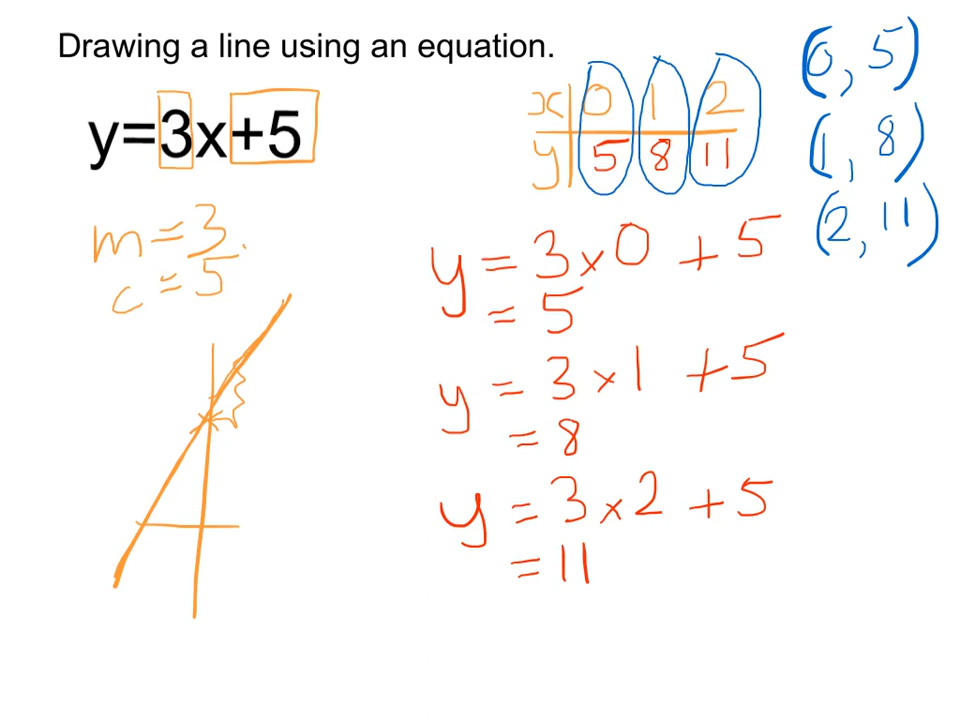 Drawing a line using an equation.
y=3x+5
m = 3
c = 5
x | 0 1 2
y | 5 8 11
(0, 5)
(1, 8)
(2, 11)
y = 3 × 0 + 5
= 5
y = 3 × 1 + 5
= 8
y = 3 × 2 + 5
= 11